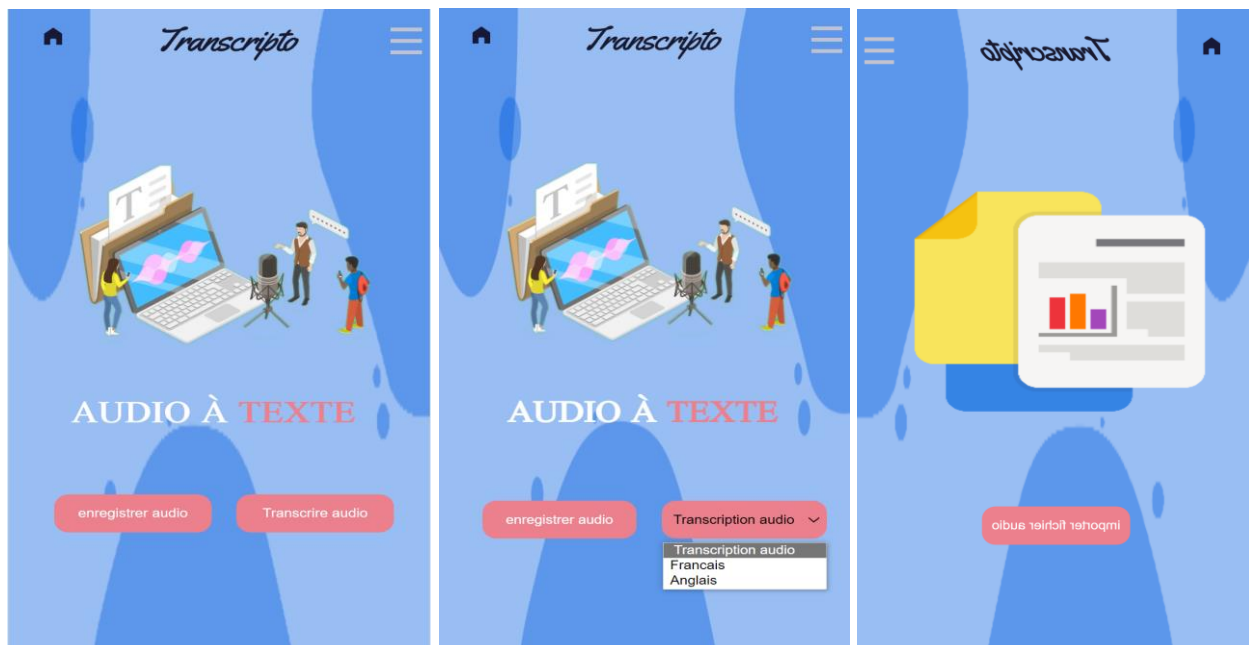 Transcripto
T
AUDIO À TEXTE
enregistrer audio
Transcrire audio
Transcripto
T
AUDIO À TEXTE
enregistrer audio
Transcription audio
Transcription audio
Francais
Anglais
Transcripto
importer fichier audio